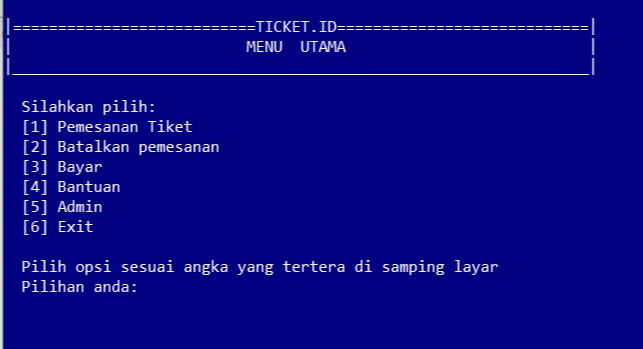 |===========================TICKET.ID============================|
| MENU  UTAMA |
|________________________________________________________________|
Silahkan pilih:
[1] Pemesanan Tiket
[2] Batalkan pemesanan
[3] Bayar
[4] Bantuan
[5] Admin
[6] Exit
Pilih opsi sesuai angka yang tertera di samping layar
Pilihan anda: